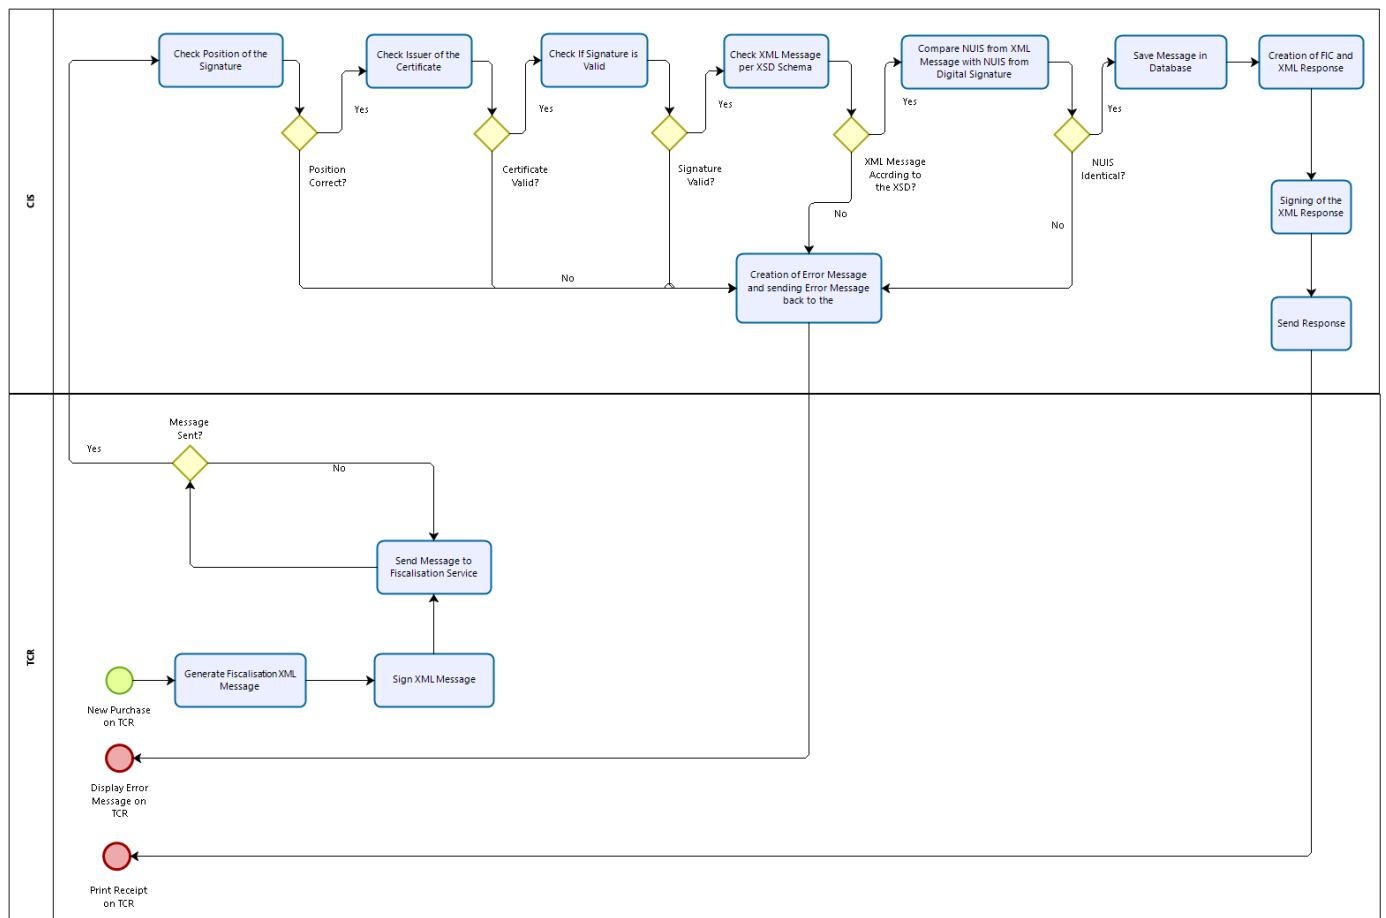 CIS
Check Position of the
Signature
Check Issuer of the
Certificate
Check If Signature is
Valid
Check XML Message
per XSD Schema
Compare NUIS from XML
Message with NUIS from
Digital Signature
Save Message in
Database
Creation of FIC and
XML Response
Yes
Yes
Yes
Yes
Yes
Position
Correct?
Certificate
Valid?
Signature
Valid?
XML Message
Accrding to
the XSD?
NUIS
Identical?
Signing of the
XML Response
No
No
No
Creation of Error Message
and sending Error Message
back to the
Send Response
TCR
Message
Sent?
Yes
No
Send Message to
Fiscalisation Service
Generate Fiscalisation XML
Message
Sign XML Message
New Purchase
on TCR
Display Error
Message on
TCR
Print Receipt
on TCR